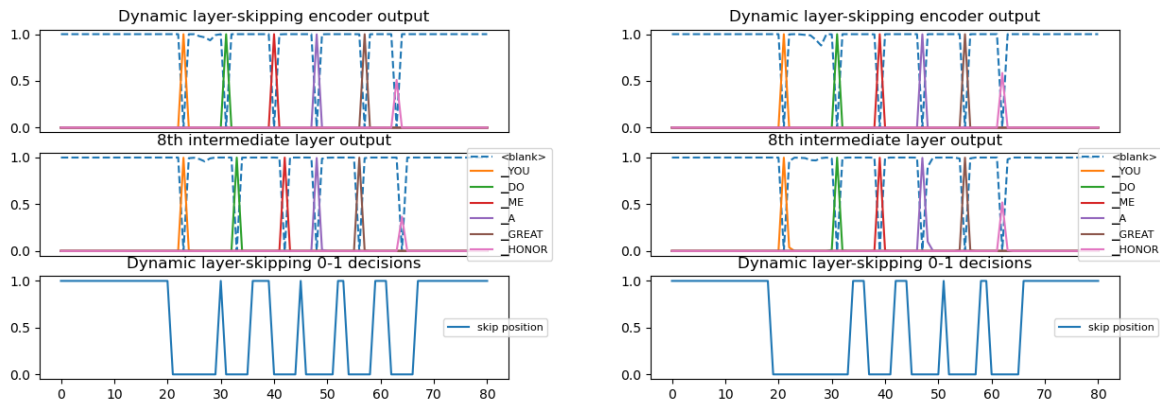 Dynamic layer-skipping encoder output
1.0
0.5
0.0
8th intermediate layer output
1.0
0.5
0.0
<blank>
_YOU
_DO
_ME
_A
_GREAT
_HONOR
Dynamic layer-skipping 0-1 decisions
1.0
0.5
0.0
skip position
0 10 20 30 40 50 60 70 80
Dynamic layer-skipping encoder output
1.0
0.5
0.0
8th intermediate layer output
1.0
0.5
0.0
<blank>
_YOU
_DO
_ME
_A
_GREAT
_HONOR
Dynamic layer-skipping 0-1 decisions
1.0
0.5
0.0
skip position
0 10 20 30 40 50 60 70 80